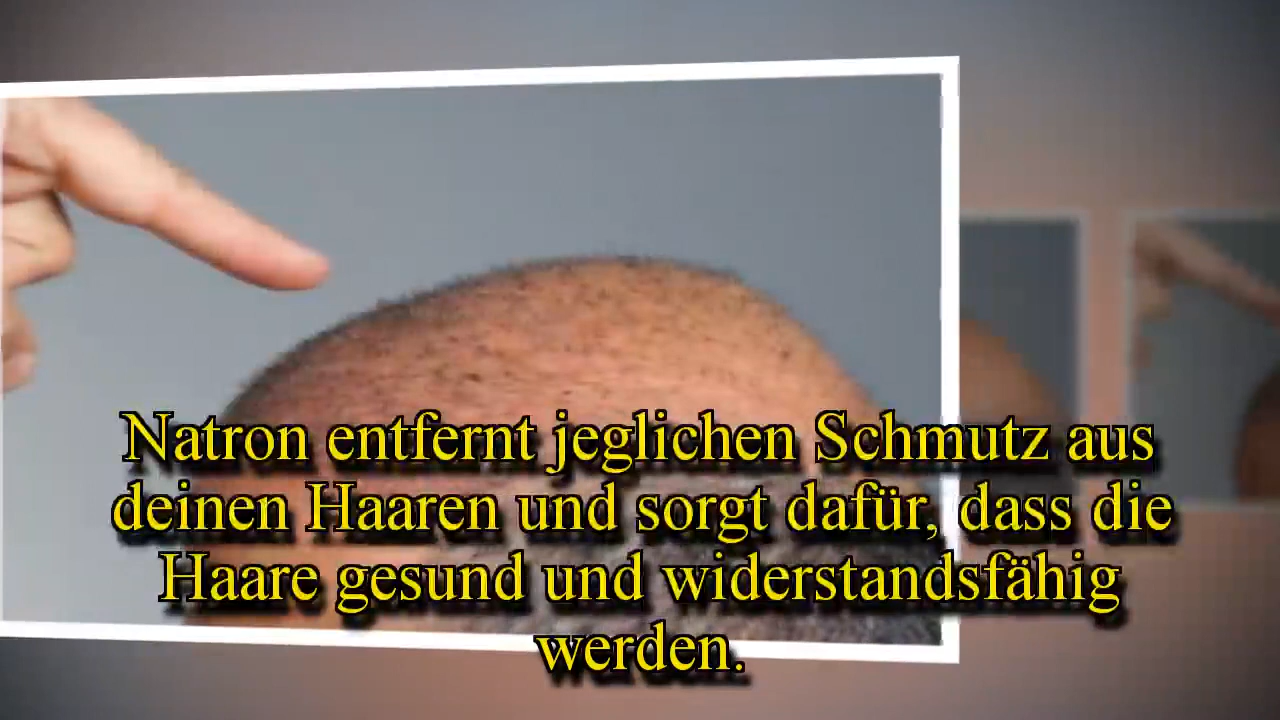 Natron entfernt jeglichen Schmutz aus
deinen Haaren und sorgt dafür, dass die
Haare gesund und widerstandsfähig
werden.